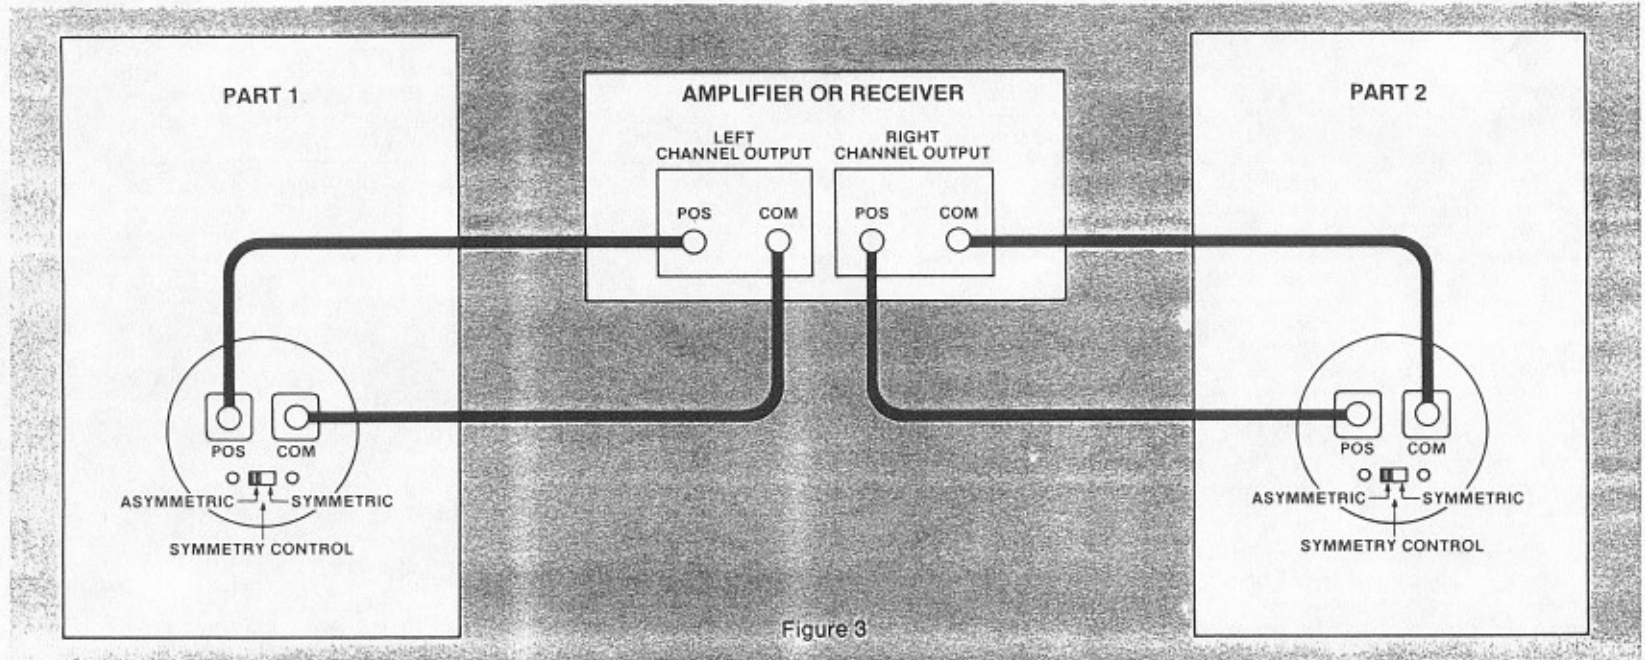 PART 1
AMPLIFIER OR RECEIVER
PART 2
LEFT
CHANNEL OUTPUT
RIGHT
CHANNEL OUTPUT
POS
COM
POS
COM
POS
COM
ASYMMETRIC
SYMMETRIC
SYMMETRY CONTROL
POS
COM
ASYMMETRIC
SYMMETRIC
SYMMETRY CONTROL
Figure 3